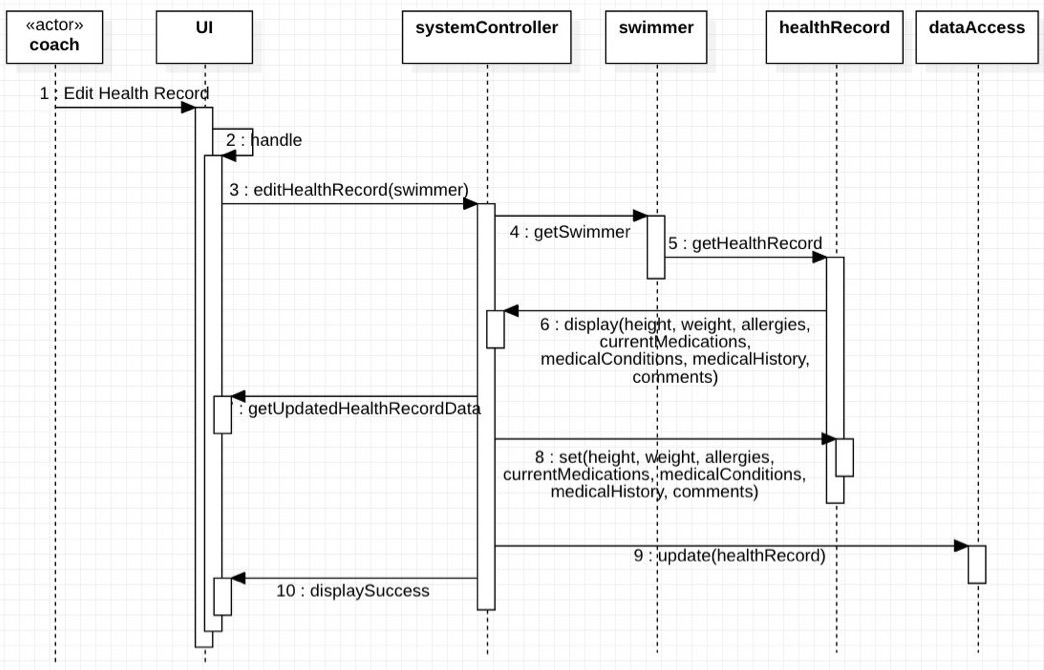 «actor»
coach
UI
systemController
swimmer
healthRecord
dataAccess
1 : Edit Health Record
2 : handle
3 : editHealthRecord(swimmer)
4 : getSwimmer
5 : getHealthRecord
6 : display(height, weight, allergies,
currentMedications,
medicalConditions, medicalHistory,
comments)
: getUpdatedHealthRecordData
8 : set(height, weight, allergies,
currentMedications, medicalConditions,
medicalHistory, comments)
9 : update(healthRecord)
10 : displaySuccess